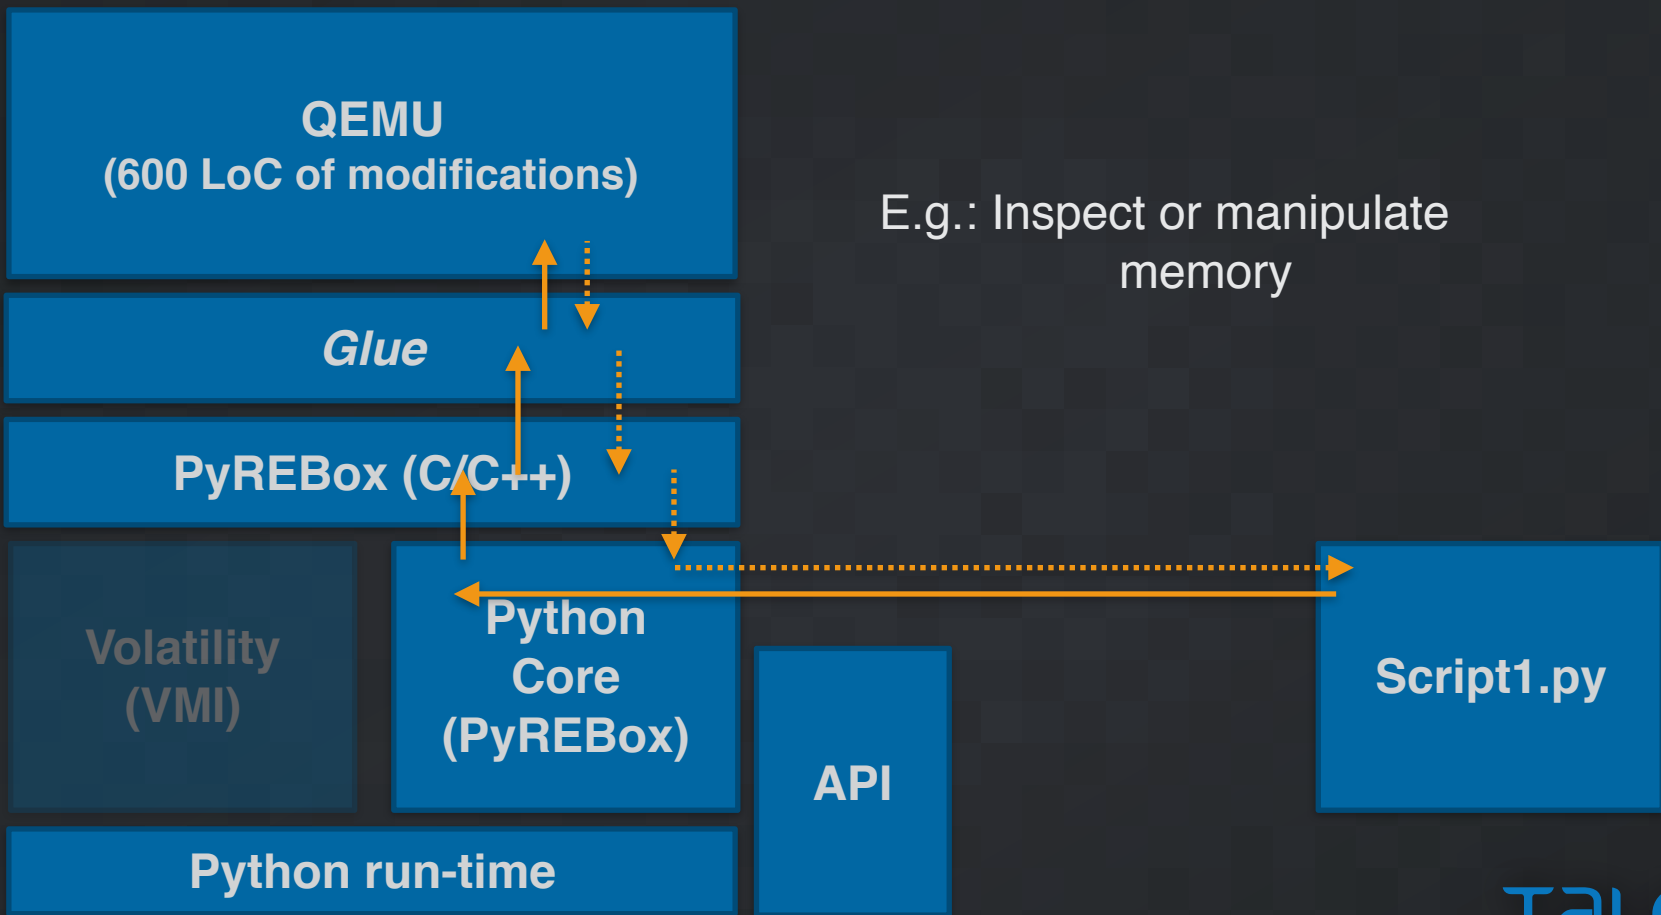 QEMU
(600 LoC of modifications)
E.g.: Inspect or manipulate
memory
Glue
PyREBox (C/C++)
Volatility
(VMI)
Python
Core
(PyREBox)
API
Script1.py
Python run-time